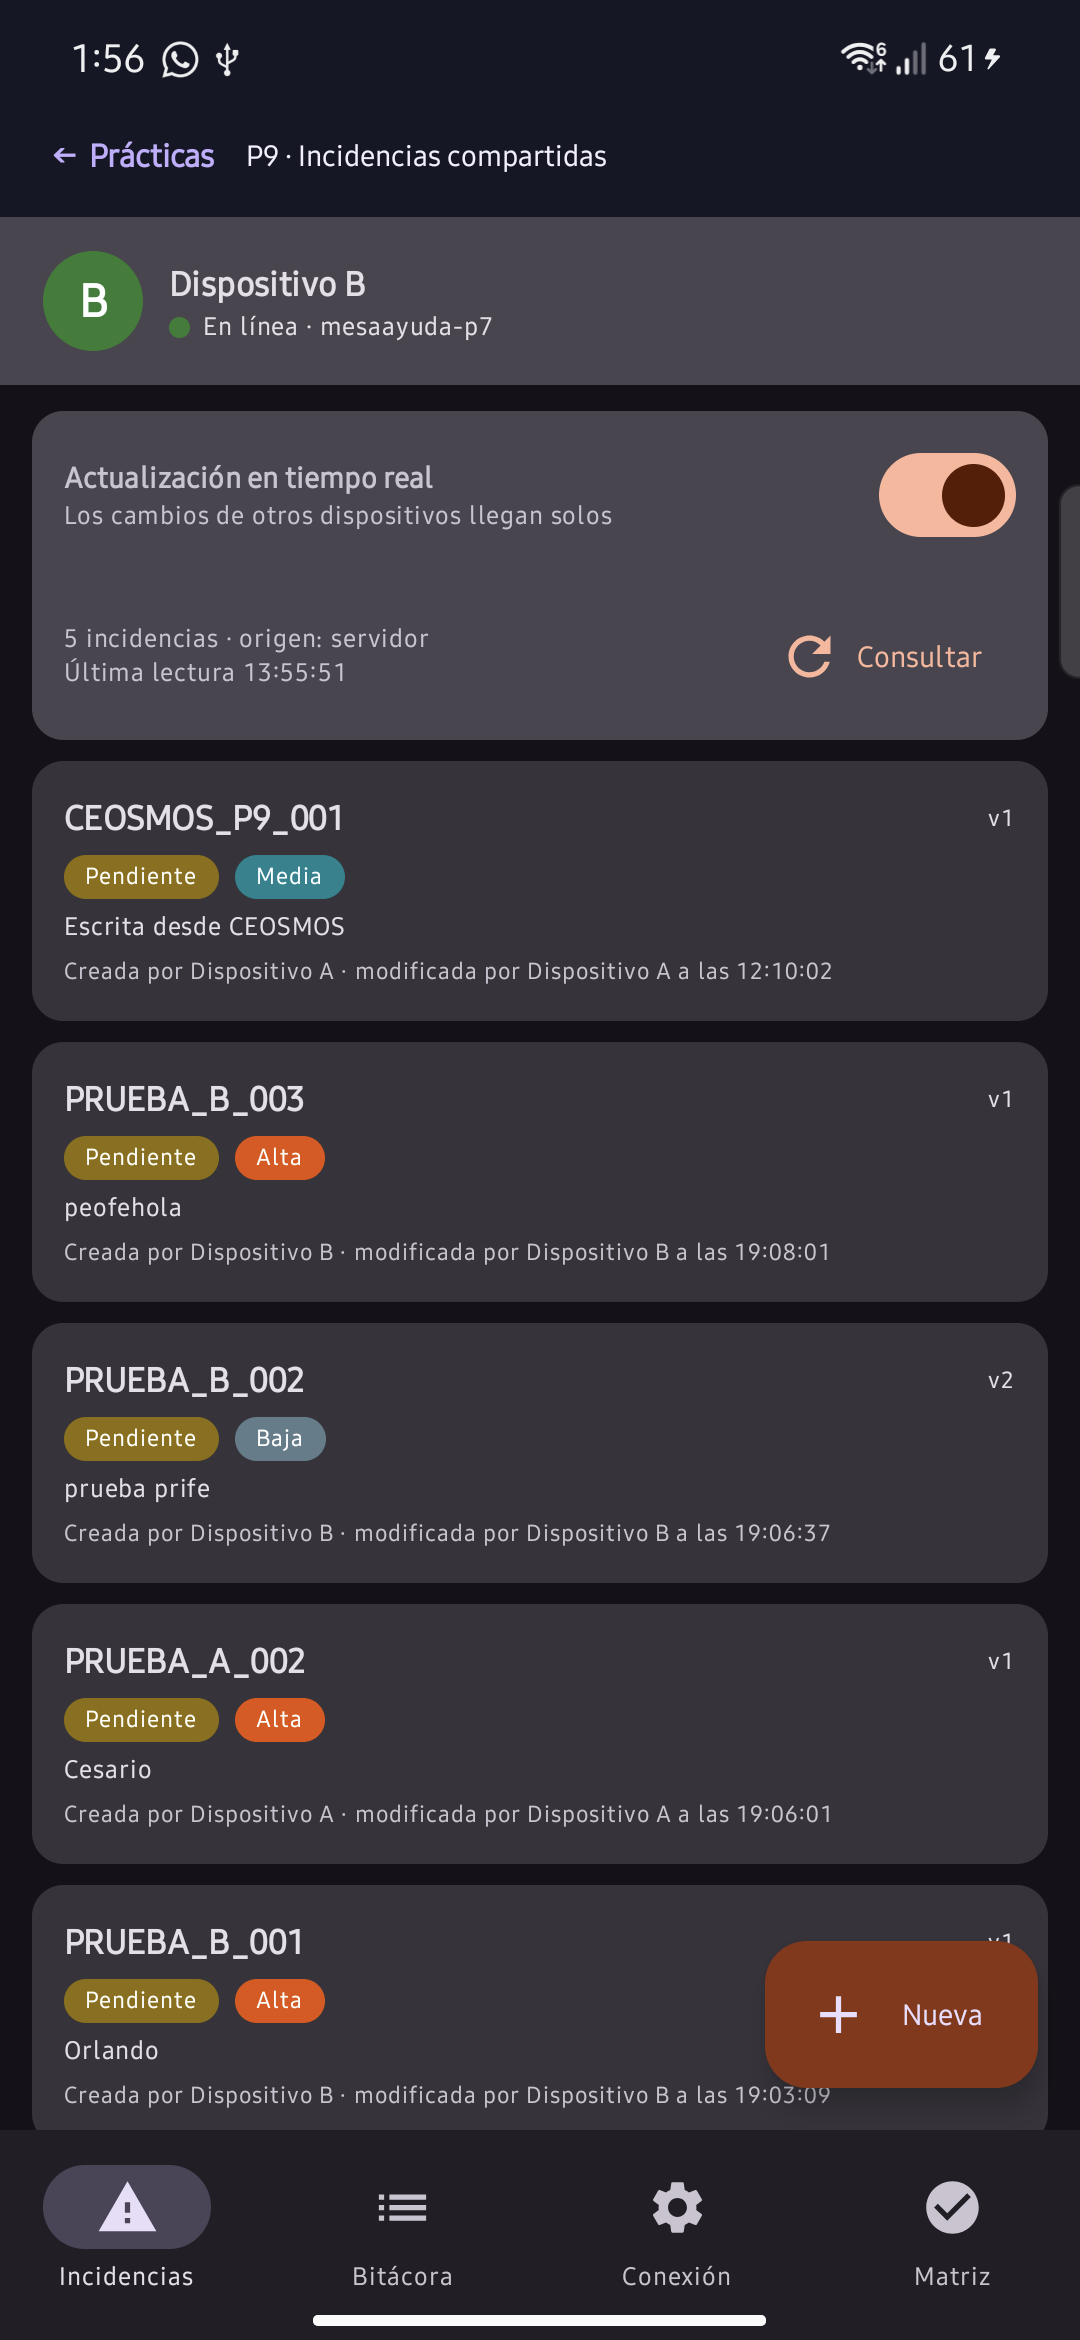 1:56
6 61
← Prácticas P9 · Incidencias compartidas
B
Dispositivo B
En línea · mesaayuda-p7
Actualización en tiempo real
Los cambios de otros dispositivos llegan solos
5 incidencias · origen: servidor
Última lectura 13:55:51
Consultar
CEOSMOS_P9_001 v1
Pendiente Media
Escrita desde CEOSMOS
Creada por Dispositivo A · modificada por Dispositivo A a las 12:10:02
PRUEBA_B_003 v1
Pendiente Alta
peofehola
Creada por Dispositivo B · modificada por Dispositivo B a las 19:08:01
PRUEBA_B_002 v2
Pendiente Baja
prueba prife
Creada por Dispositivo B · modificada por Dispositivo B a las 19:06:37
PRUEBA_A_002 v1
Pendiente Alta
Cesario
Creada por Dispositivo A · modificada por Dispositivo A a las 19:06:01
PRUEBA_B_001 v1
Pendiente Alta
Orlando
Creada por Dispositivo B · modificada por Dispositivo B a las 19:03:09
+ Nueva
Incidencias Bitácora Conexión Matriz